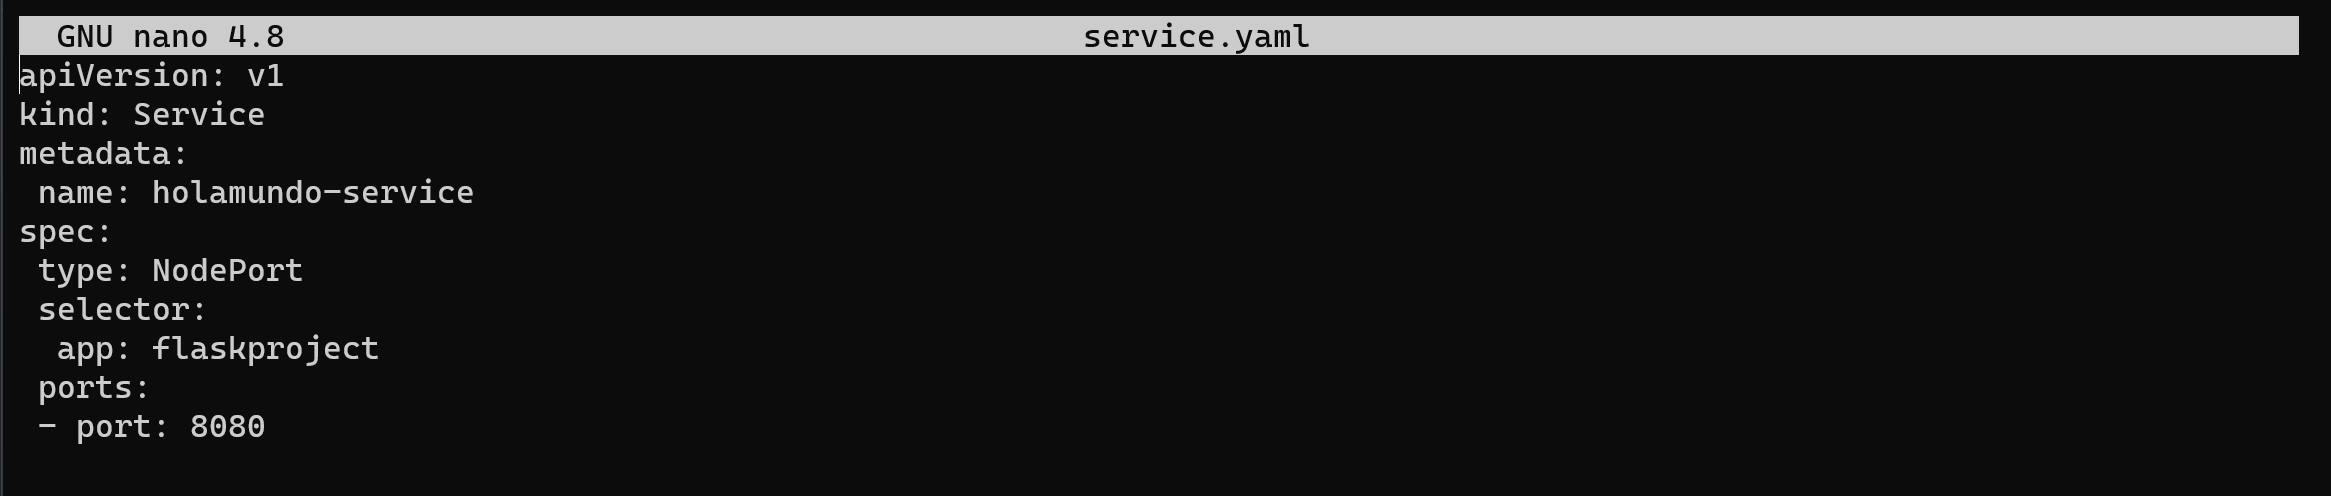 GNU nano 4.8 service.yaml
apiVersion: v1
kind: Service
metadata:
 name: holamundo-service
spec:
 type: NodePort
 selector:
  app: flaskproject
 ports:
 - port: 8080